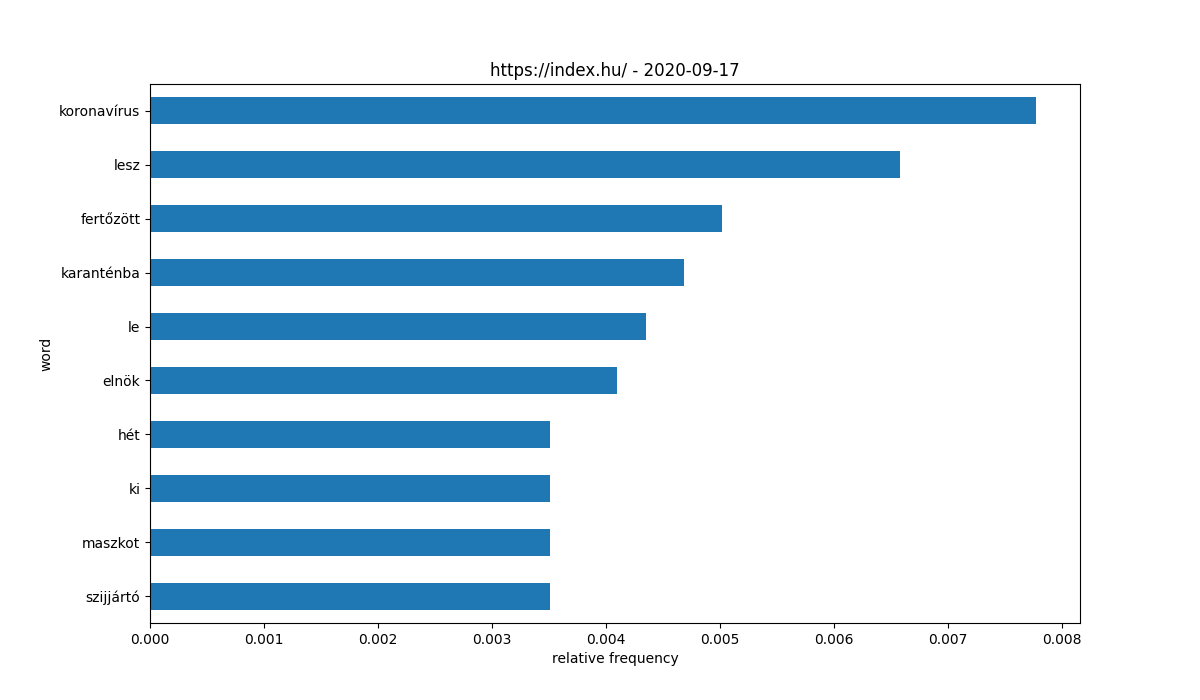 https://index.hu/ - 2020-09-17
koronavírus
lesz
fertőzött
karanténba
le
elnök
hét
ki
maszkot
szijjártó
word
0.000 0.001 0.002 0.003 0.004 0.005 0.006 0.007 0.008
relative frequency